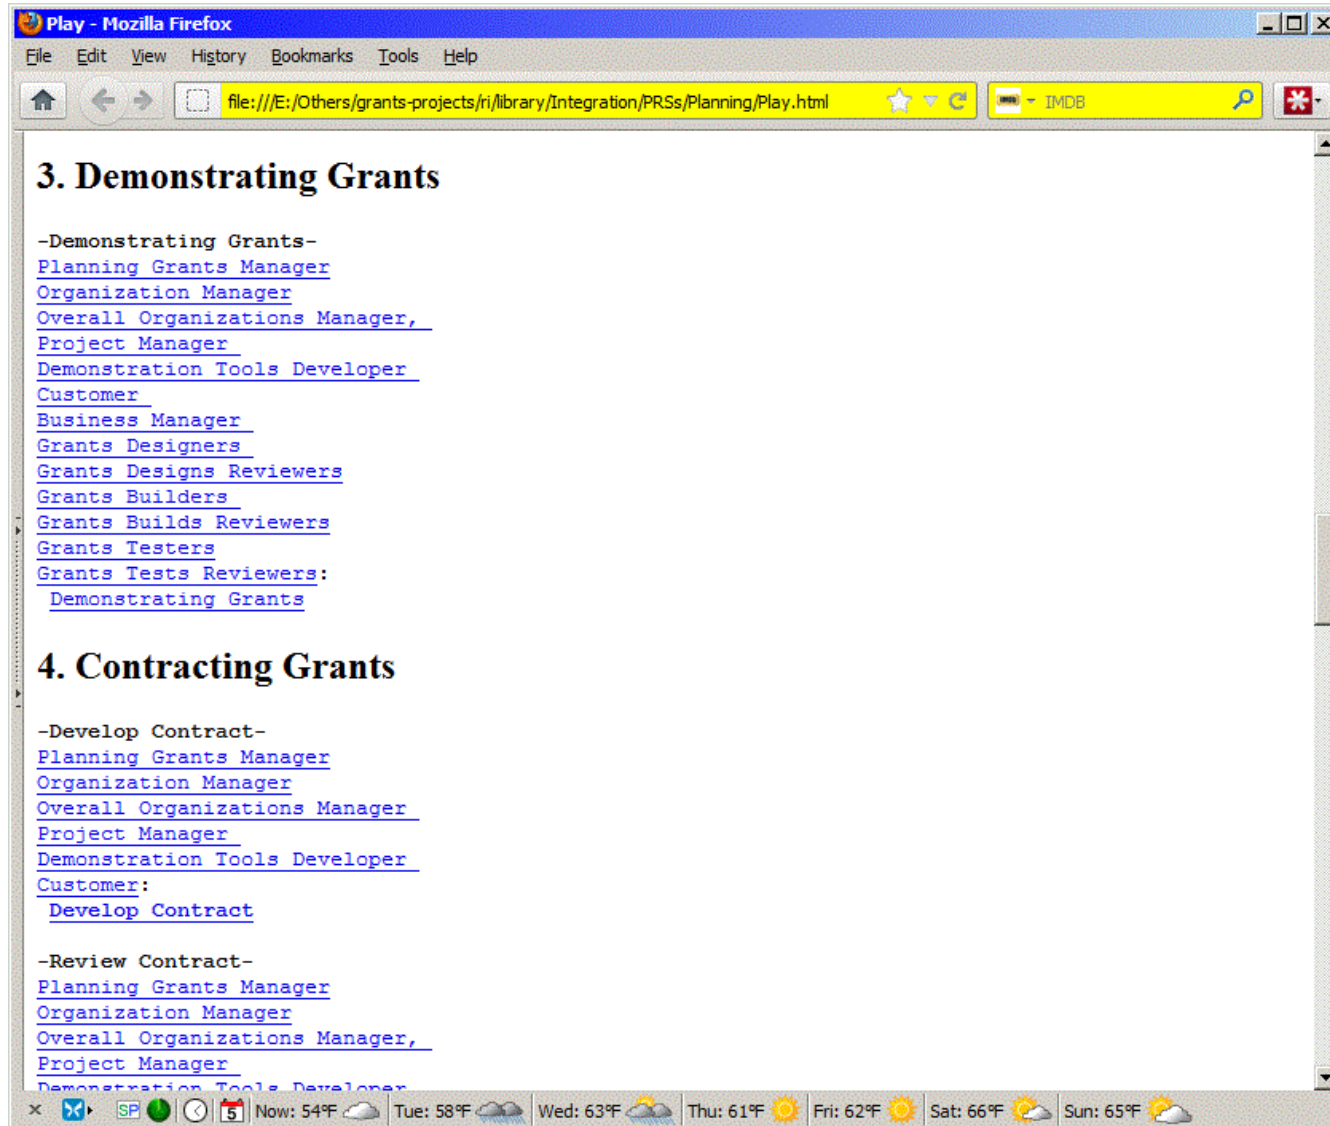 Play - Mozilla Firefox
File Edit View History Bookmarks Tools Help
file:///E:/Others/grants-projects/ri/library/Integration/PRSs/Planning/Play.html IMDB
3. Demonstrating Grants
-Demonstrating Grants-
Planning Grants Manager
Organization Manager
Overall Organizations Manager,
Project Manager
Demonstration Tools Developer
Customer
Business Manager
Grants Designers
Grants Designs Reviewers
Grants Builders
Grants Builds Reviewers
Grants Testers
Grants Tests Reviewers:
Demonstrating Grants
4. Contracting Grants
-Develop Contract-
Planning Grants Manager
Organization Manager
Overall Organizations Manager
Project Manager
Demonstration Tools Developer
Customer:
Develop Contract
-Review Contract-
Planning Grants Manager
Organization Manager
Overall Organizations Manager,
Project Manager
Demonstration Tools Developer
SP 5 Now: 54°F Tue: 58°F Wed: 63°F Thu: 61°F Fri: 62°F Sat: 66°F Sun: 65°F